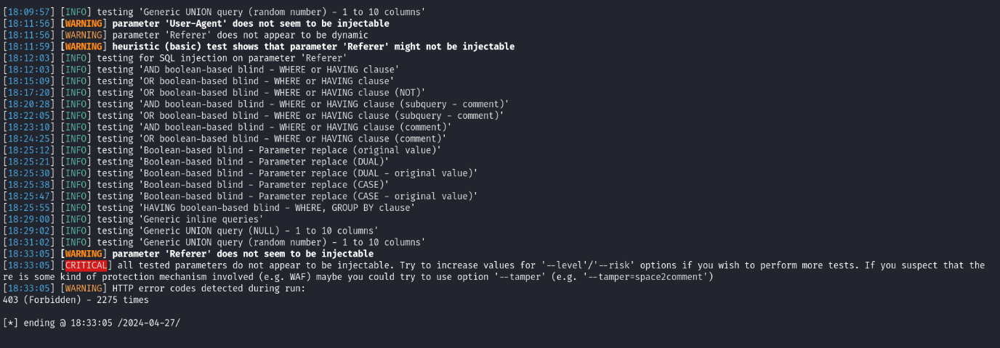 [18:09:57] [INFO] testing 'Generic UNION query (random number) - 1 to 10 columns'
[18:11:56] [WARNING] parameter 'User-Agent' does not seem to be injectable
[18:11:56] [WARNING] parameter 'Referer' does not appear to be dynamic
[18:11:59] [WARNING] heuristic (basic) test shows that parameter 'Referer' might not be injectable
[18:12:03] [INFO] testing for SQL injection on parameter 'Referer'
[18:12:03] [INFO] testing 'AND boolean-based blind - WHERE or HAVING clause'
[18:15:09] [INFO] testing 'OR boolean-based blind - WHERE or HAVING clause'
[18:17:20] [INFO] testing 'OR boolean-based blind - WHERE or HAVING clause (NOT)'
[18:20:28] [INFO] testing 'AND boolean-based blind - WHERE or HAVING clause (subquery - comment)'
[18:22:05] [INFO] testing 'OR boolean-based blind - WHERE or HAVING clause (subquery - comment)'
[18:23:10] [INFO] testing 'AND boolean-based blind - WHERE or HAVING clause (comment)'
[18:24:25] [INFO] testing 'OR boolean-based blind - WHERE or HAVING clause (comment)'
[18:25:12] [INFO] testing 'Boolean-based blind - Parameter replace (original value)'
[18:25:21] [INFO] testing 'Boolean-based blind - Parameter replace (DUAL)'
[18:25:30] [INFO] testing 'Boolean-based blind - Parameter replace (DUAL - original value)'
[18:25:38] [INFO] testing 'Boolean-based blind - Parameter replace (CASE)'
[18:25:47] [INFO] testing 'Boolean-based blind - Parameter replace (CASE - original value)'
[18:25:55] [INFO] testing 'HAVING boolean-based blind - WHERE, GROUP BY clause'
[18:29:00] [INFO] testing 'Generic inline queries'
[18:29:02] [INFO] testing 'Generic UNION query (NULL) - 1 to 10 columns'
[18:31:02] [INFO] testing 'Generic UNION query (random number) - 1 to 10 columns'
[18:33:05] [WARNING] parameter 'Referer' does not seem to be injectable
[18:33:05] [CRITICAL] all tested parameters do not appear to be injectable. Try to increase values for '--level'/'--risk' options if you wish to perform more tests. If you suspect that the
re is some kind of protection mechanism involved (e.g. WAF) maybe you could try to use option '--tamper' (e.g. '--tamper=space2comment')
[18:33:05] [WARNING] HTTP error codes detected during run:
403 (Forbidden) - 2275 times
[*] ending @ 18:33:05 /2024-04-27/